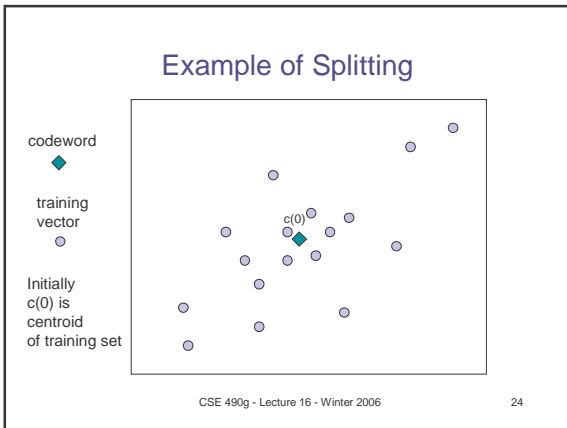 Example of Splitting
codeword
training
vector
Initially
c(0) is
centroid
of training set
c(0)
CSE 490g - Lecture 16 - Winter 2006
24